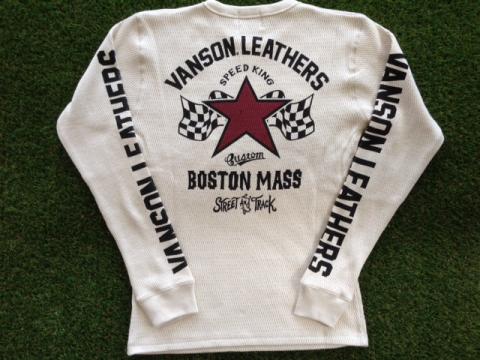 VANSON LEATHERS
SPEED KING
Custom
BOSTON MASS
STREET AND TRACK
VANSON LEATHERS
VANSON LEATHERS